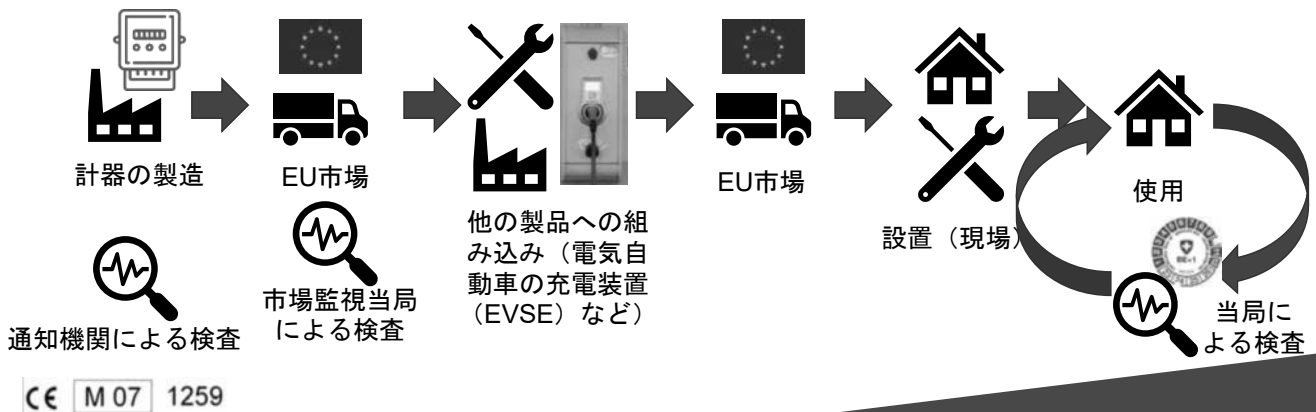 計器の製造
EU市場
他の製品への組
み込み（電気自
動車の充電装置
（EVSE）など）
EU市場
設置（現場）
使用
通知機関による検査
市場監視当局
による検査
当局に
よる検査
CE M 07 1259